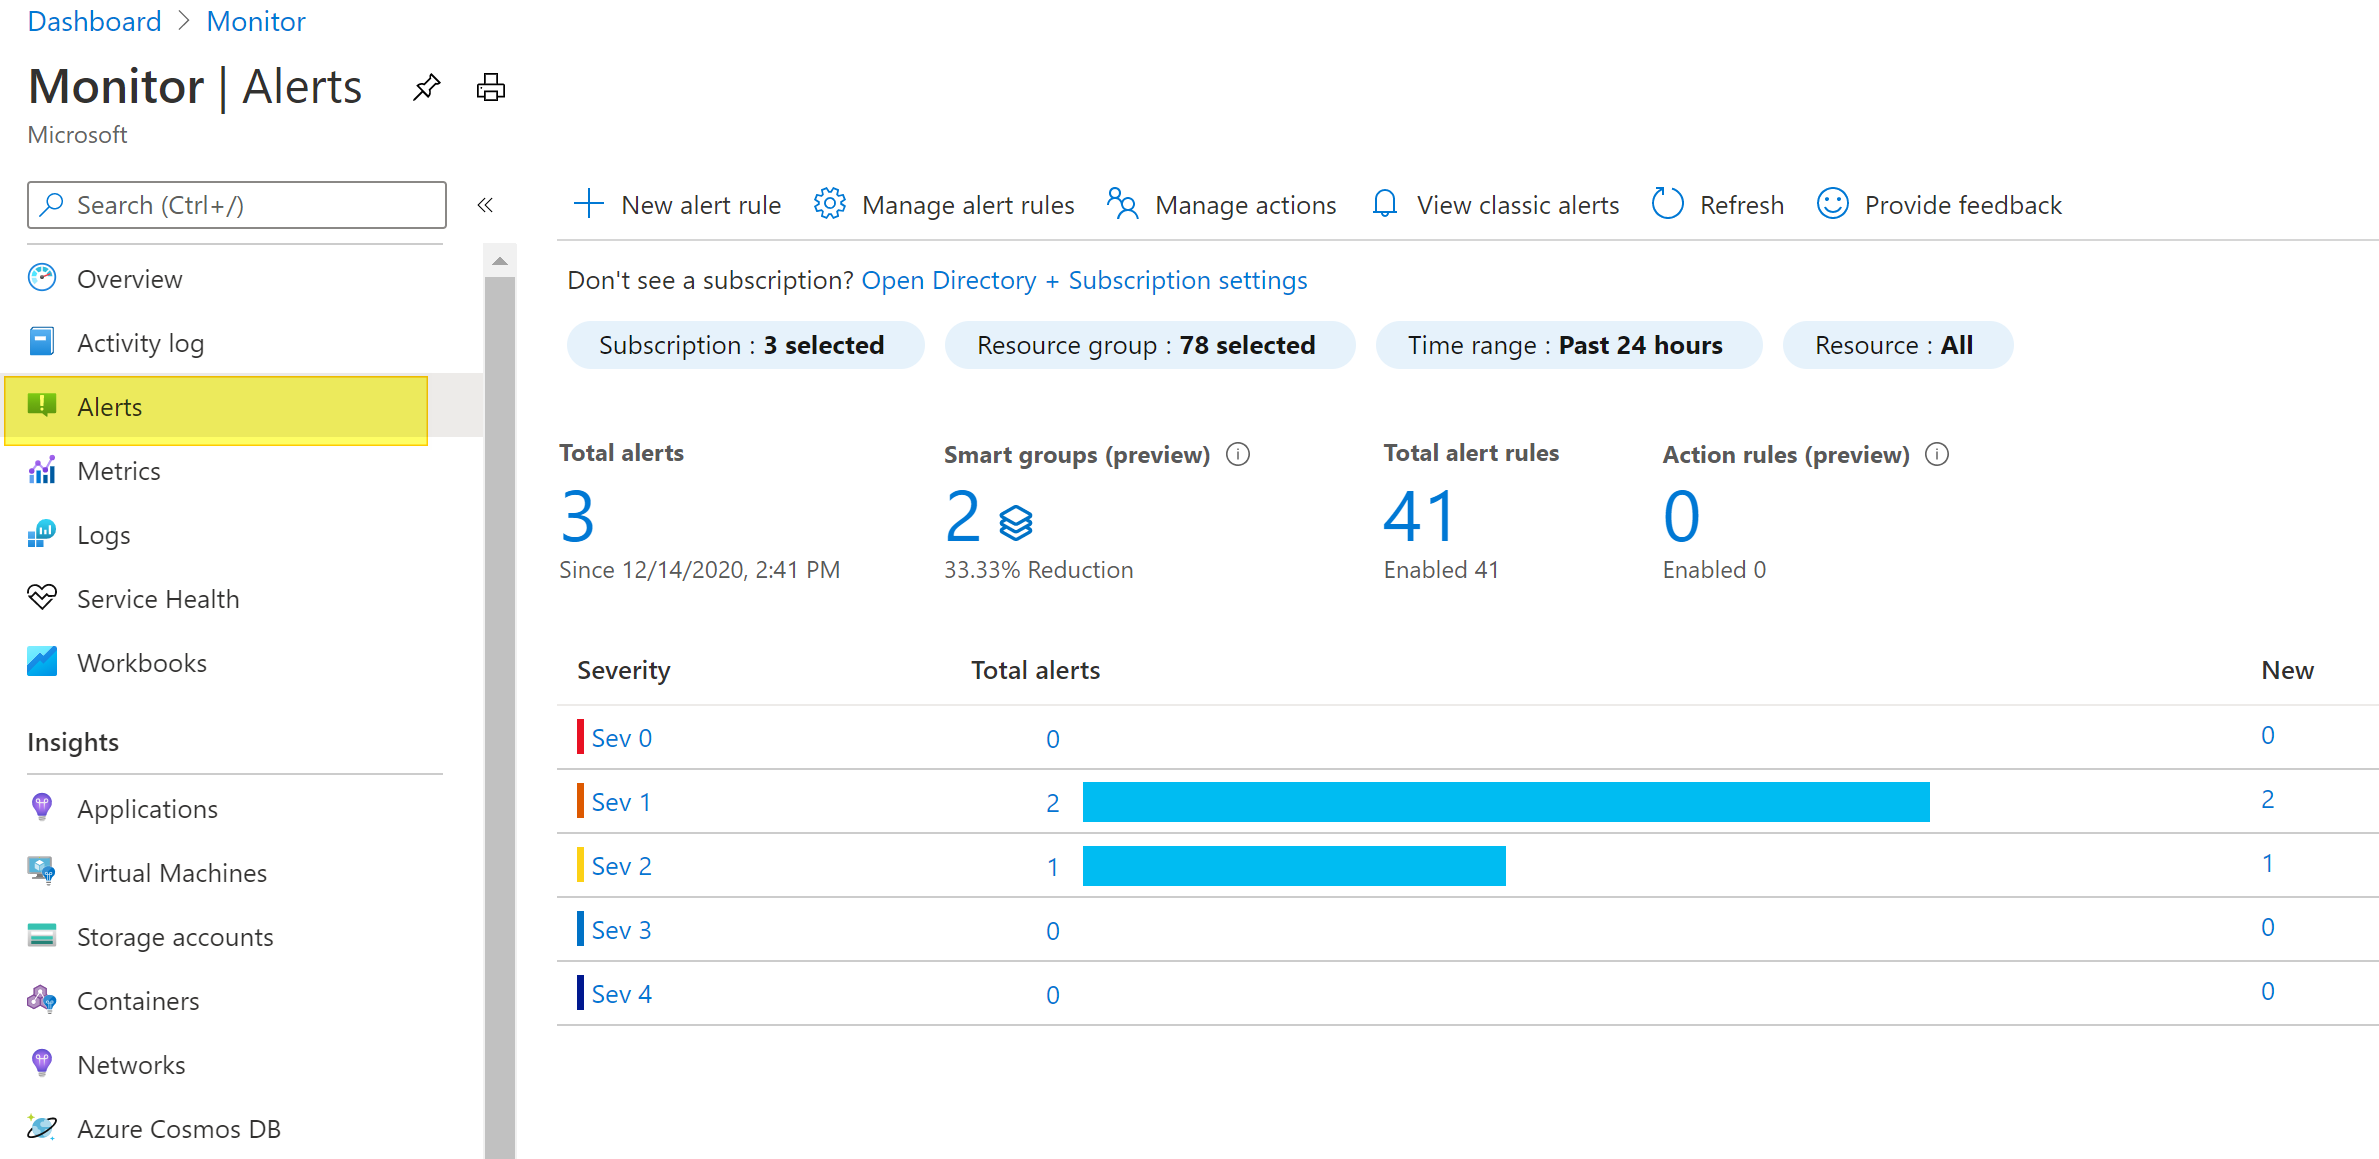 Dashboard > Monitor
Monitor | Alerts
Microsoft
Search (Ctrl+/)
«
Overview
Activity log
Alerts
Metrics
Logs
Service Health
Workbooks
Insights
Applications
Virtual Machines
Storage accounts
Containers
Networks
Azure Cosmos DB
New alert rule Manage alert rules Manage actions View classic alerts Refresh Provide feedback
Don't see a subscription? Open Directory + Subscription settings
Subscription : 3 selected Resource group : 78 selected Time range : Past 24 hours Resource : All
Total alerts Smart groups (preview) Total alert rules Action rules (preview)
3 2 41 0
Since 12/14/2020, 2:41 PM 33.33% Reduction Enabled 41 Enabled 0
Severity Total alerts New
Sev 0 0 0
Sev 1 2 2
Sev 2 1 1
Sev 3 0 0
Sev 4 0 0